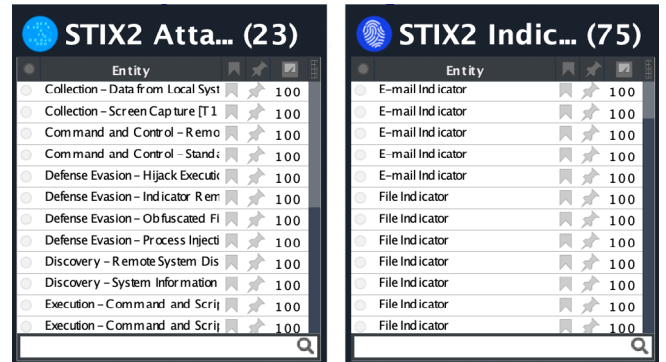 STIX2 Atta... (23)
Entity
Collection – Data from Local Syst 100
Collection – Screen Capture [T1 100
Command and Control – Remo 100
Command and Control – Standa 100
Defense Evasion – Hijack Executio 100
Defense Evasion – Indicator Rem 100
Defense Evasion – Obfuscated Fi 100
Defense Evasion – Process Injecti 100
Discovery – Remote System Dis 100
Discovery – System Information 100
Execution – Command and Scrip 100
Execution – Command and Scrip 100
STIX2 Indic... (75)
Entity
E-mail Indicator 100
E-mail Indicator 100
E-mail Indicator 100
E-mail Indicator 100
E-mail Indicator 100
File Indicator 100
File Indicator 100
File Indicator 100
File Indicator 100
File Indicator 100
File Indicator 100
File Indicator 100